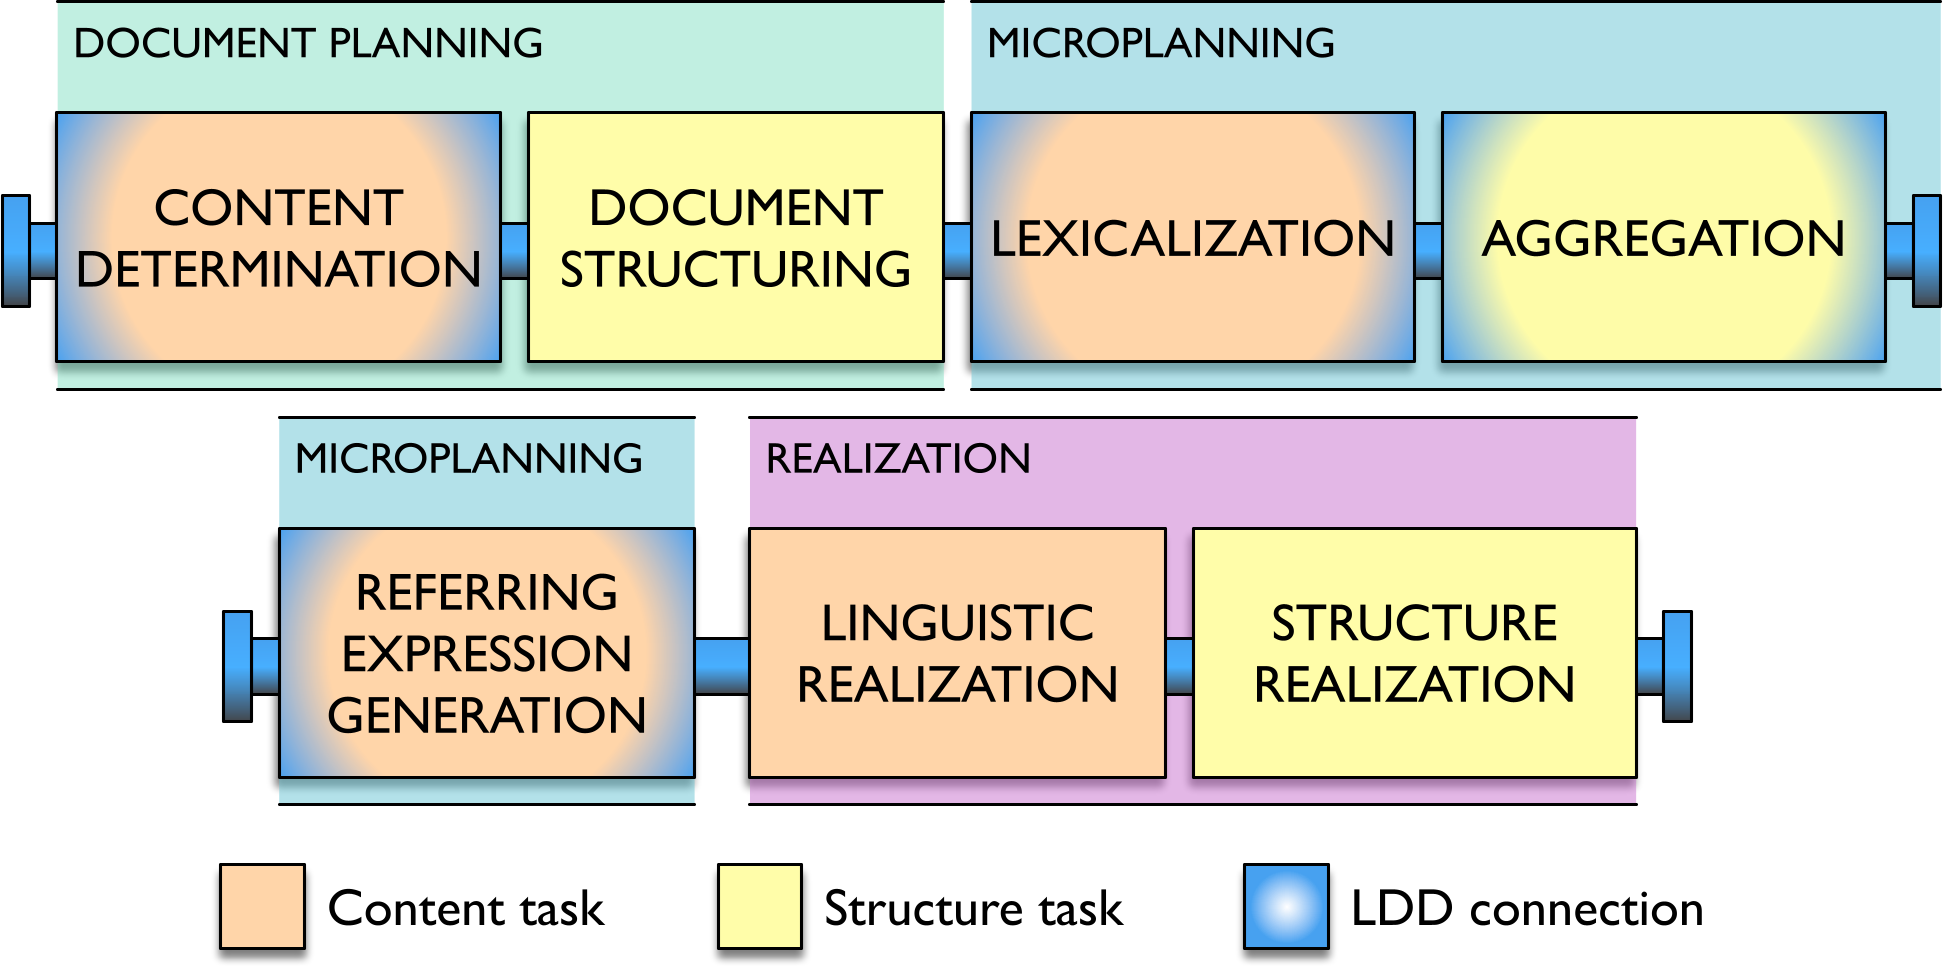 DOCUMENT PLANNING
MICROPLANNING
CONTENT
DETERMINATION
DOCUMENT
STRUCTURING
LEXICALIZATION
AGGREGATION
MICROPLANNING
REALIZATION
REFERRING
EXPRESSION
GENERATION
LINGUISTIC
REALIZATION
STRUCTURE
REALIZATION
Content task
Structure task
LDD connection